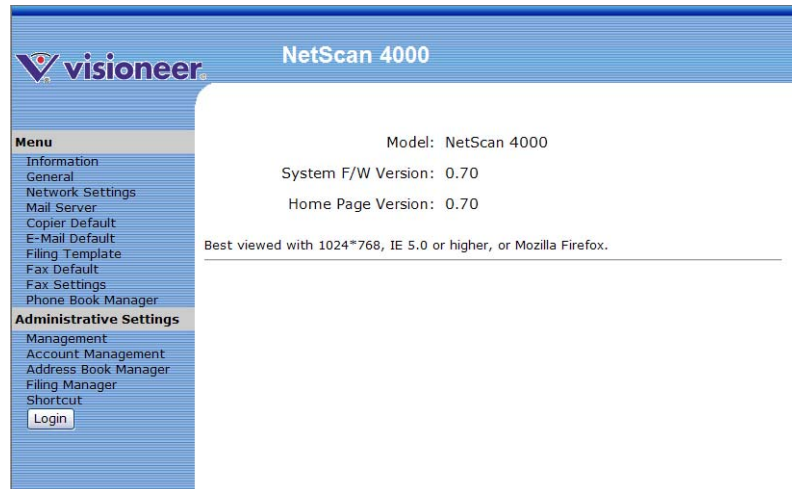 visioneer
NetScan 4000
Model: NetScan 4000
System F/W Version: 0.70
Home Page Version: 0.70
Best viewed with 1024*768, IE 5.0 or higher, or Mozilla Firefox.
Menu
Information
General
Network Settings
Mail Server
Copier Default
E-Mail Default
Filing Template
Fax Default
Fax Settings
Phone Book Manager
Administrative Settings
Management
Account Management
Address Book Manager
Filing Manager
Shortcut
Login